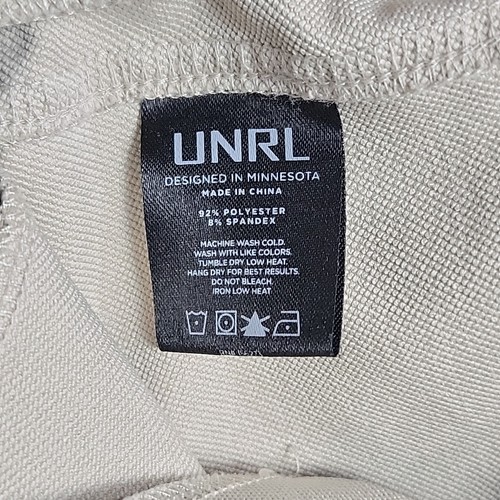 UNRL
DESIGNED IN MINNESOTA
MADE IN CHINA
92% POLYESTER
8% SPANDEX
MACHINE WASH COLD.
WASH WITH LIKE COLORS.
TUMBLE DRY LOW HEAT.
HANG DRY FOR BEST RESULTS.
DO NOT BLEACH.
IRON LOW HEAT